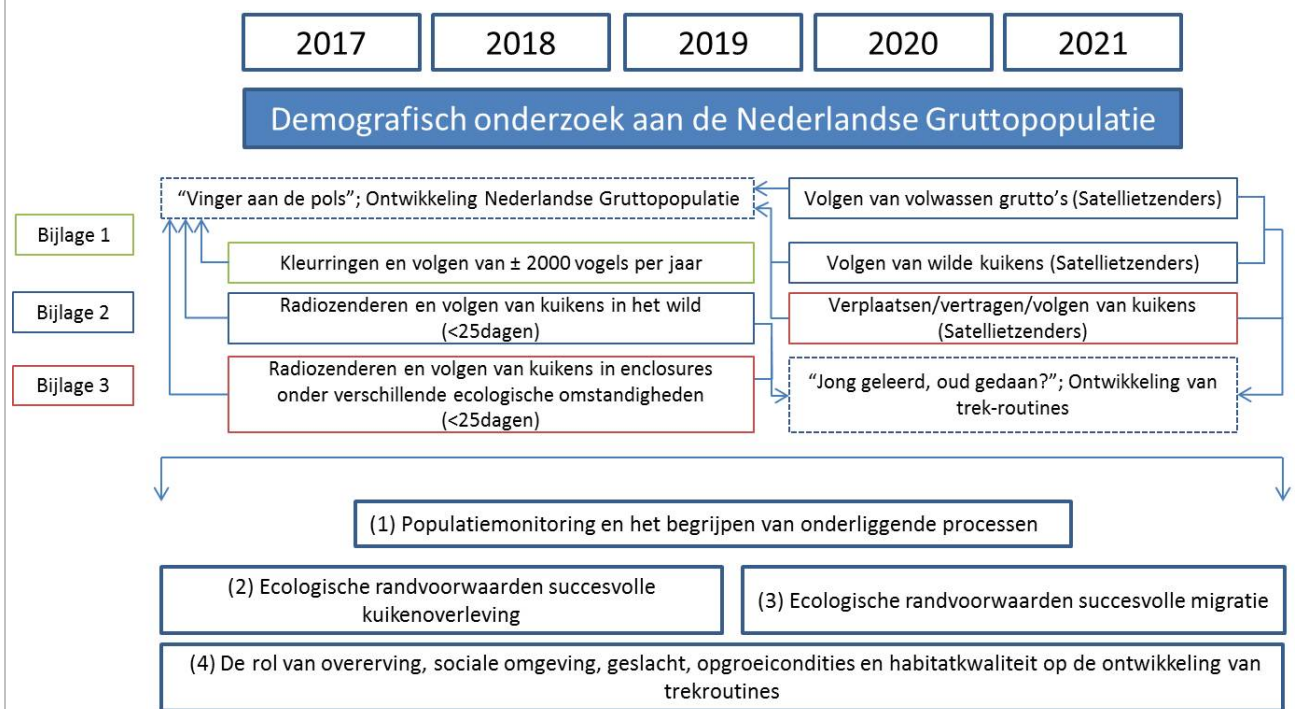 2017
2018
2019
2020
2021
Demografisch onderzoek aan de Nederlandse Gruttopopulatie
“Vinger aan de pols”; Ontwikkeling Nederlandse Gruttopopulatie
Volgen van volwassen grutto’s (Satellietzenders)
Bijlage 1
Kleurringen en volgen van ± 2000 vogels per jaar
Volgen van wilde kuikens (Satellietzenders)
Bijlage 2
Radiozenderen en volgen van kuikens in het wild
(<25dagen)
Verplaatsen/vertragen/volgen van kuikens
(Satellietzenders)
Bijlage 3
Radiozenderen en volgen van kuikens in enclosures
onder verschillende ecologische omstandigheden
(<25dagen)
“Jong geleerd, oud gedaan?”; Ontwikkeling van
trek-routines
(1) Populatiemonitoring en het begrijpen van onderliggende processen
(2) Ecologische randvoorwaarden succesvolle
kuikenoverleving
(3) Ecologische randvoorwaarden succesvolle migratie
(4) De rol van overerving, sociale omgeving, geslacht, opgroeicondities en habitatkwaliteit op de ontwikkeling van
trekroutines